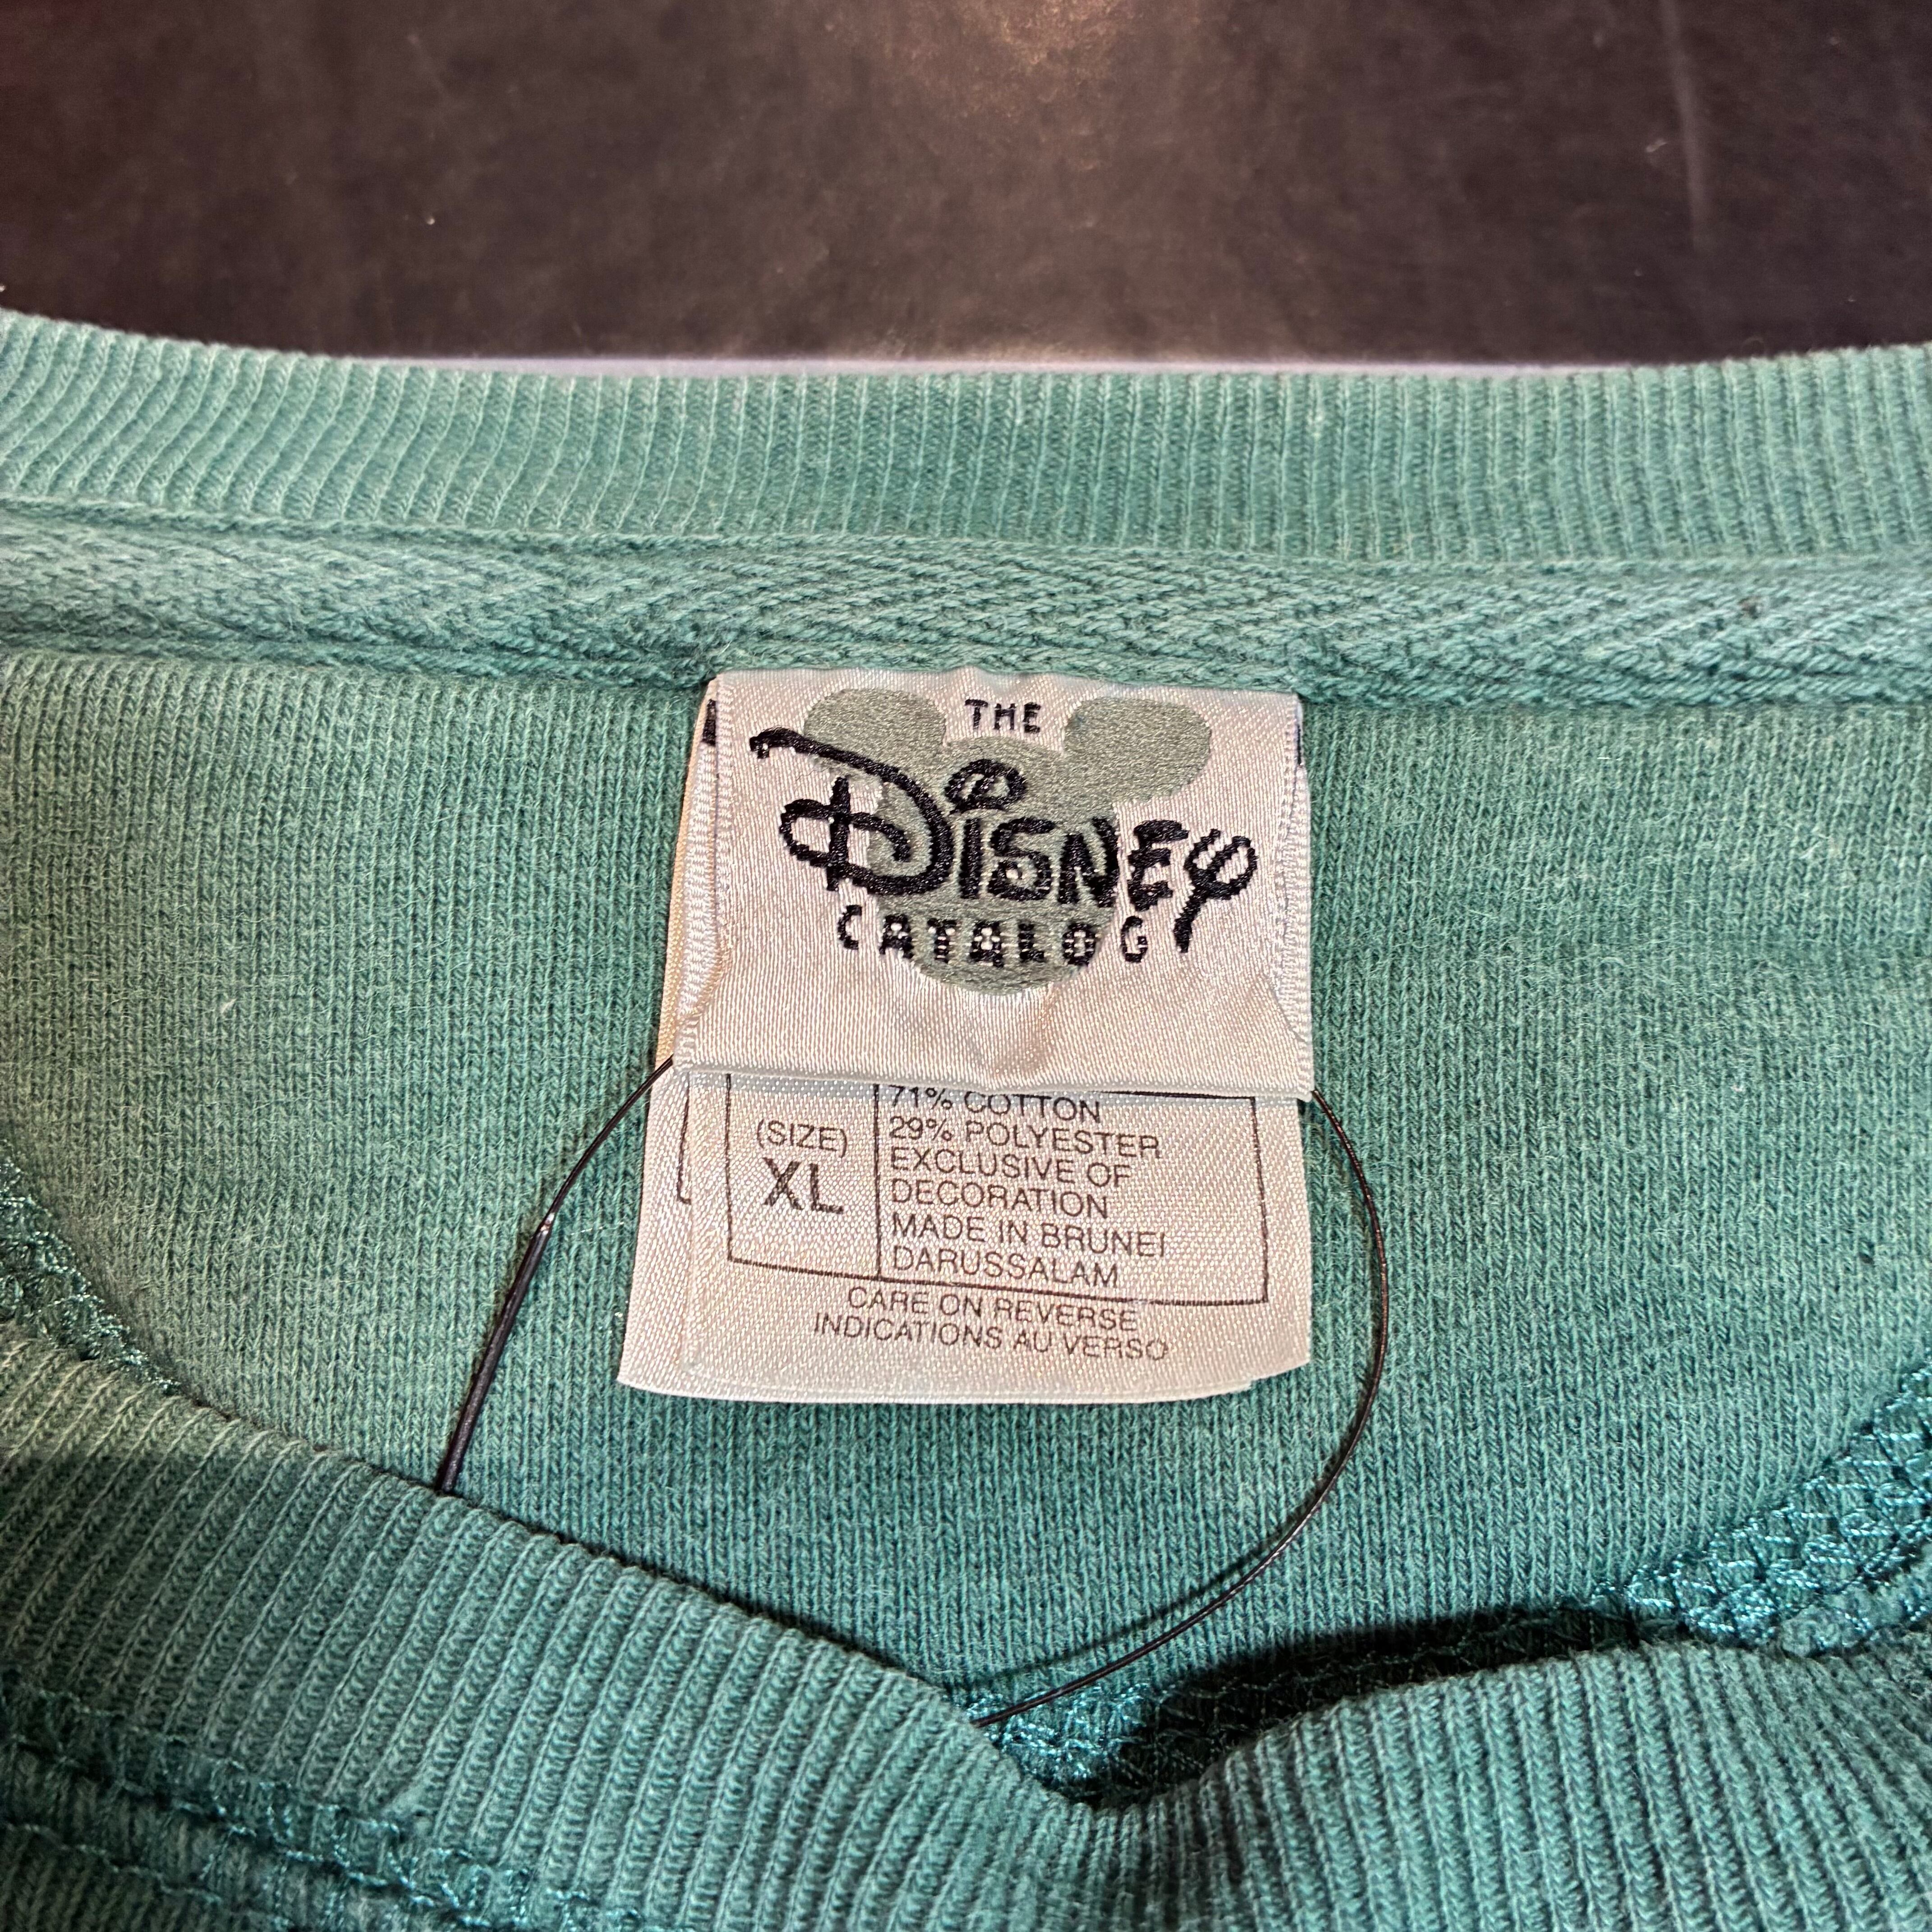 THE
DISNEY
CATALOG
71% COTTON
(SIZE)
XL
29% POLYESTER
EXCLUSIVE OF
DECORATION
MADE IN BRUNEI
DARUSSALAM
CARE ON REVERSE
INDICATIONS AU VERSO